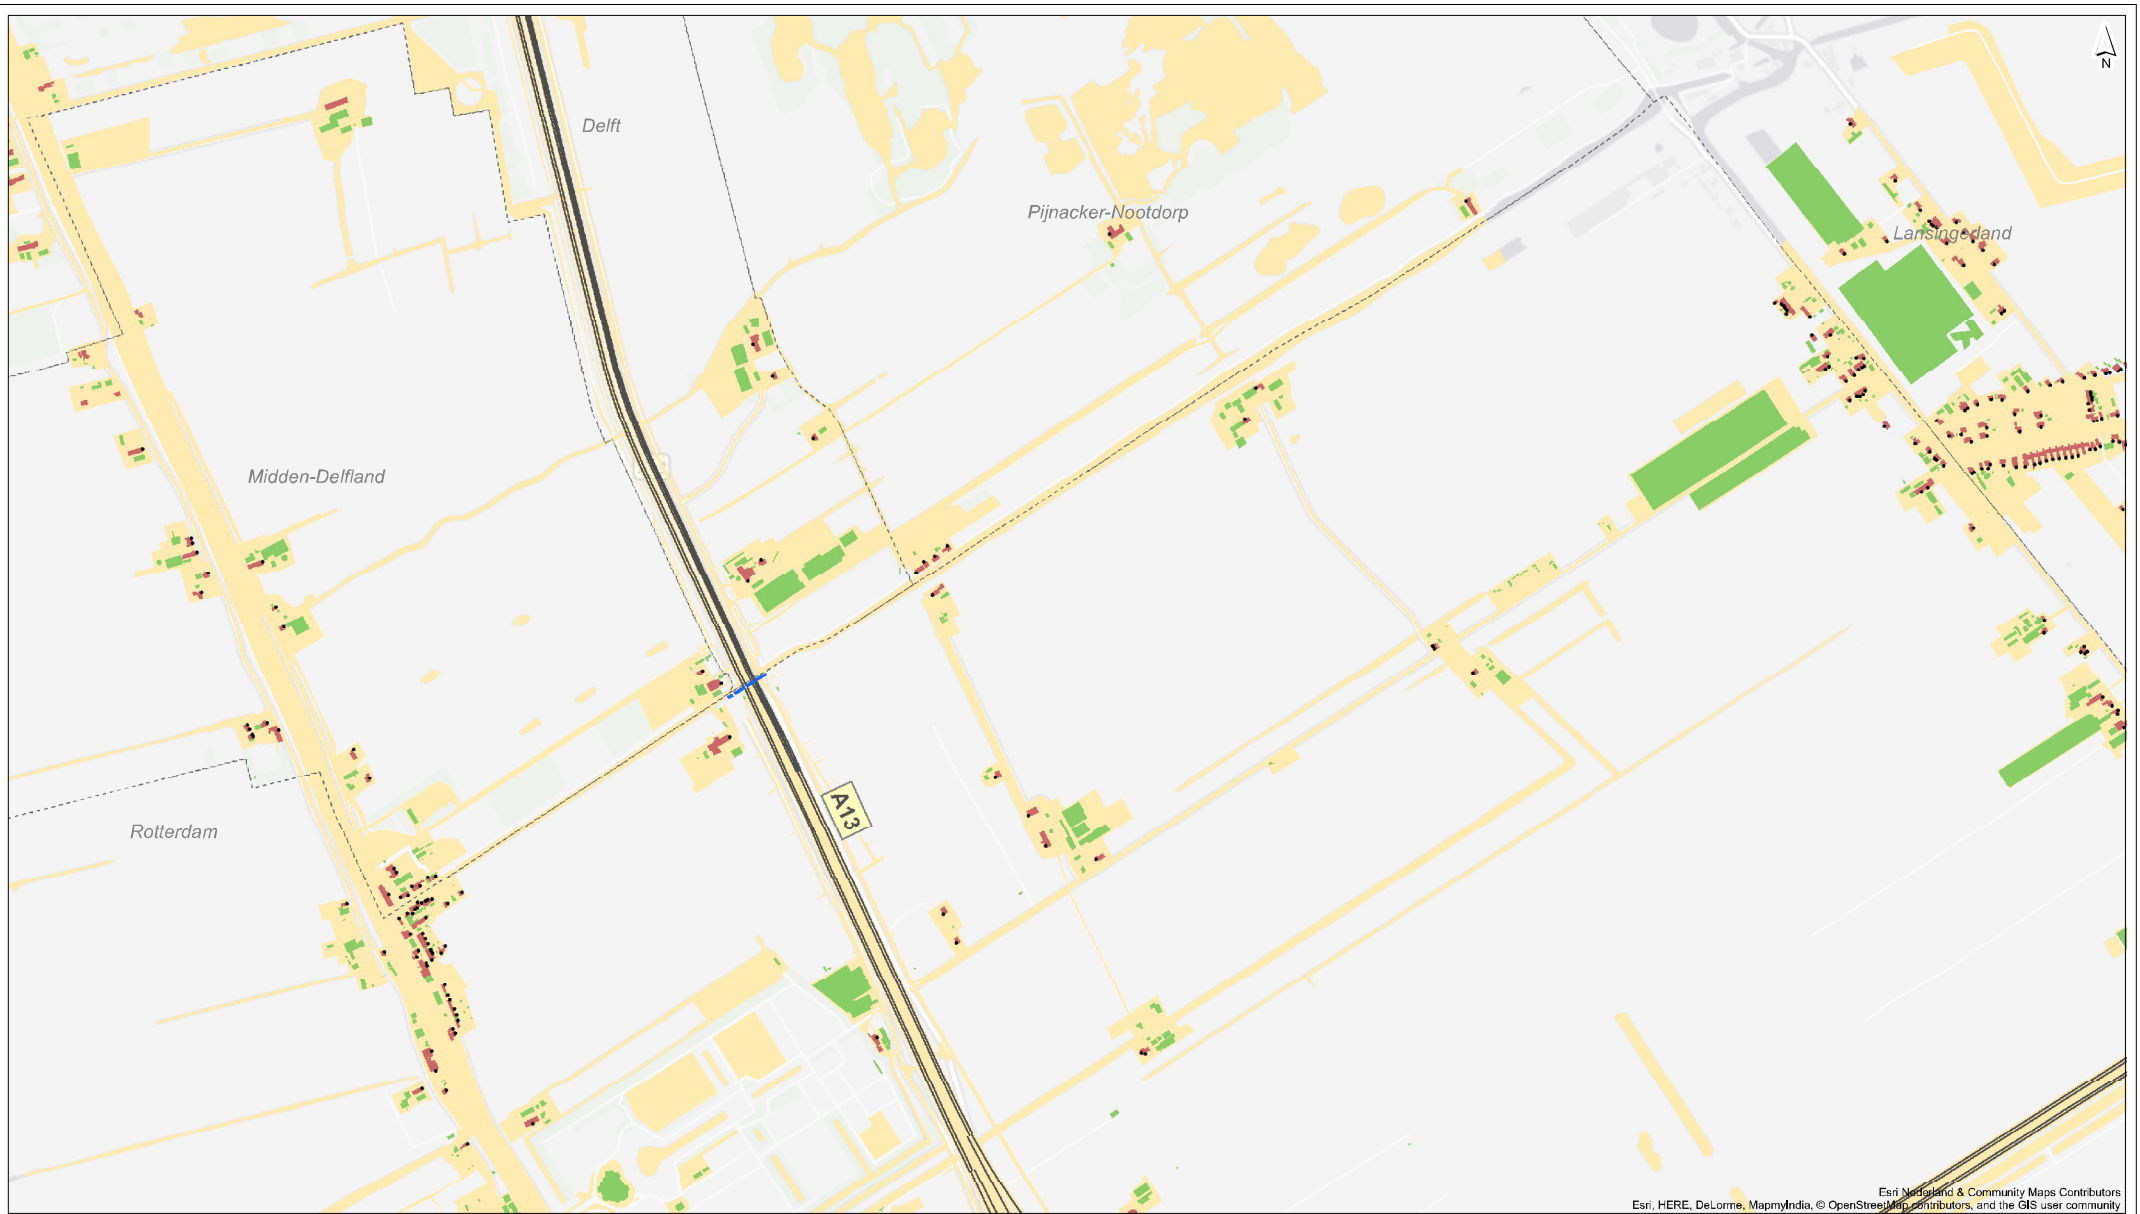 N
Delft
Pijnacker-Nootdorp
Lansingerland
Midden-Delfland
A13
Rotterdam
Esri Nederland & Community Maps Contributors
Esri, HERE, DeLorme, MapmyIndia, © OpenStreetMap contributors, and the GIS user community